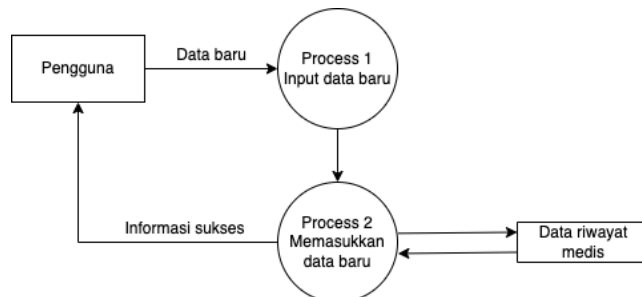 Pengguna
Data baru
Process 1
Input data baru
Informasi sukses
Process 2
Memasukkan
data baru
Data riwayat
medis